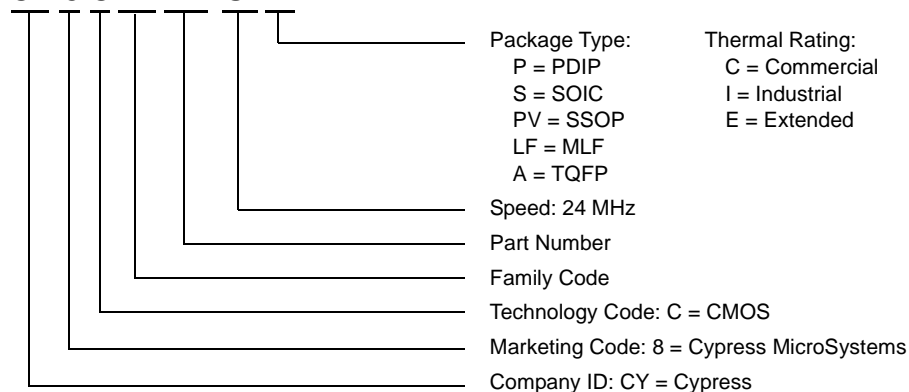 Package Type: Thermal Rating:
P = PDIP C = Commercial
S = SOIC I = Industrial
PV = SSOP E = Extended
LF = MLF
A = TQFP
Speed: 24 MHz
Part Number
Family Code
Technology Code: C = CMOS
Marketing Code: 8 = Cypress MicroSystems
Company ID: CY = Cypress